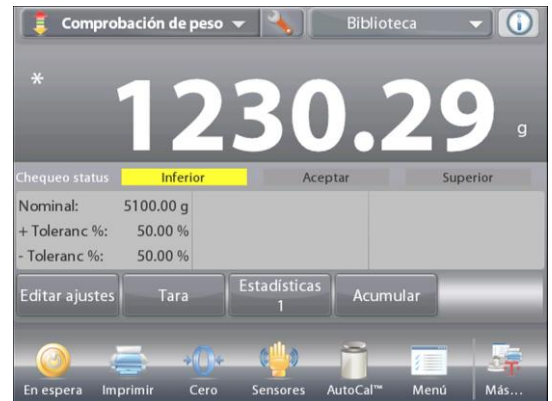 Comprobación de peso
Biblioteca
* 1230.29 g
Chequeo status Inferior Aceptar Superior
Nominal: 5100.00 g
+ Toleranc %: 50.00 %
- Toleranc %: 50.00 %
Editar ajustes Tara Estadísticas 1 Acumular
En espera Imprimir Cero Sensores AutoCal™ Menú Más...